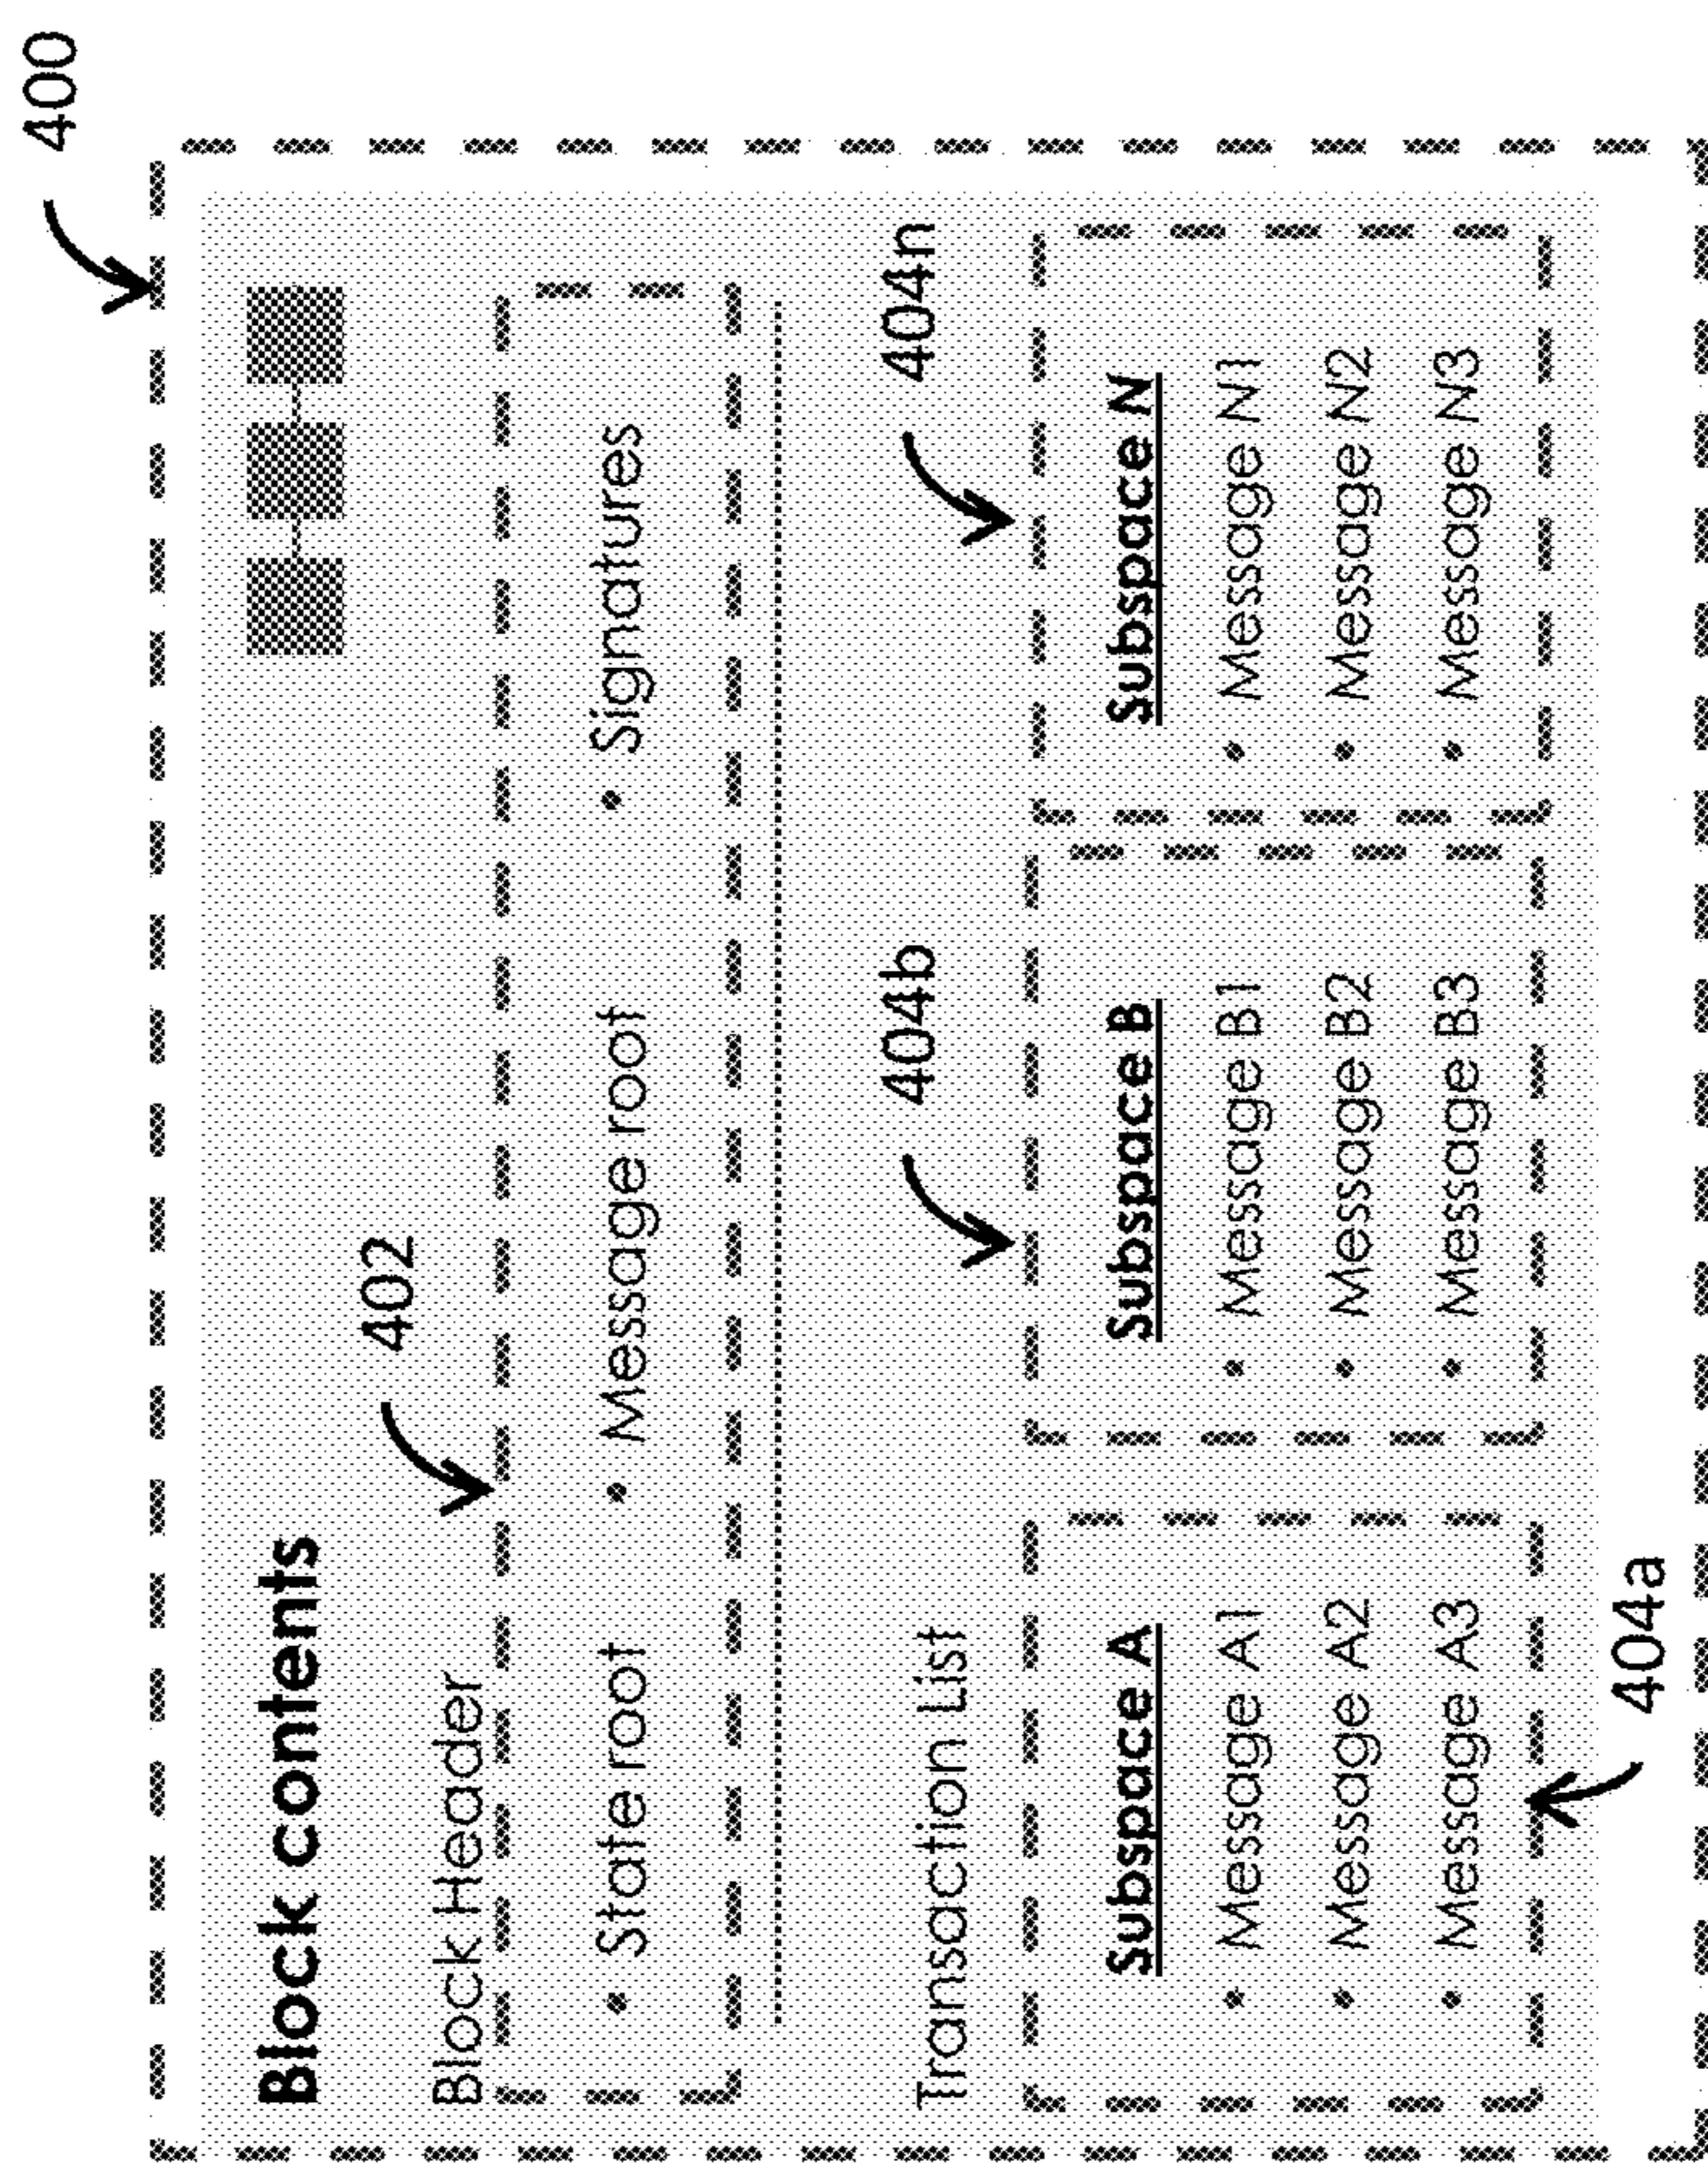 400
Block contents
402
Block Header
• State root • Message root • Signatures
Transaction List
404b
404n
Subspace A
• Message A1
• Message A2
• Message A3
Subspace B
• Message B1
• Message B2
• Message B3
Subspace N
• Message N1
• Message N2
• Message N3
404a